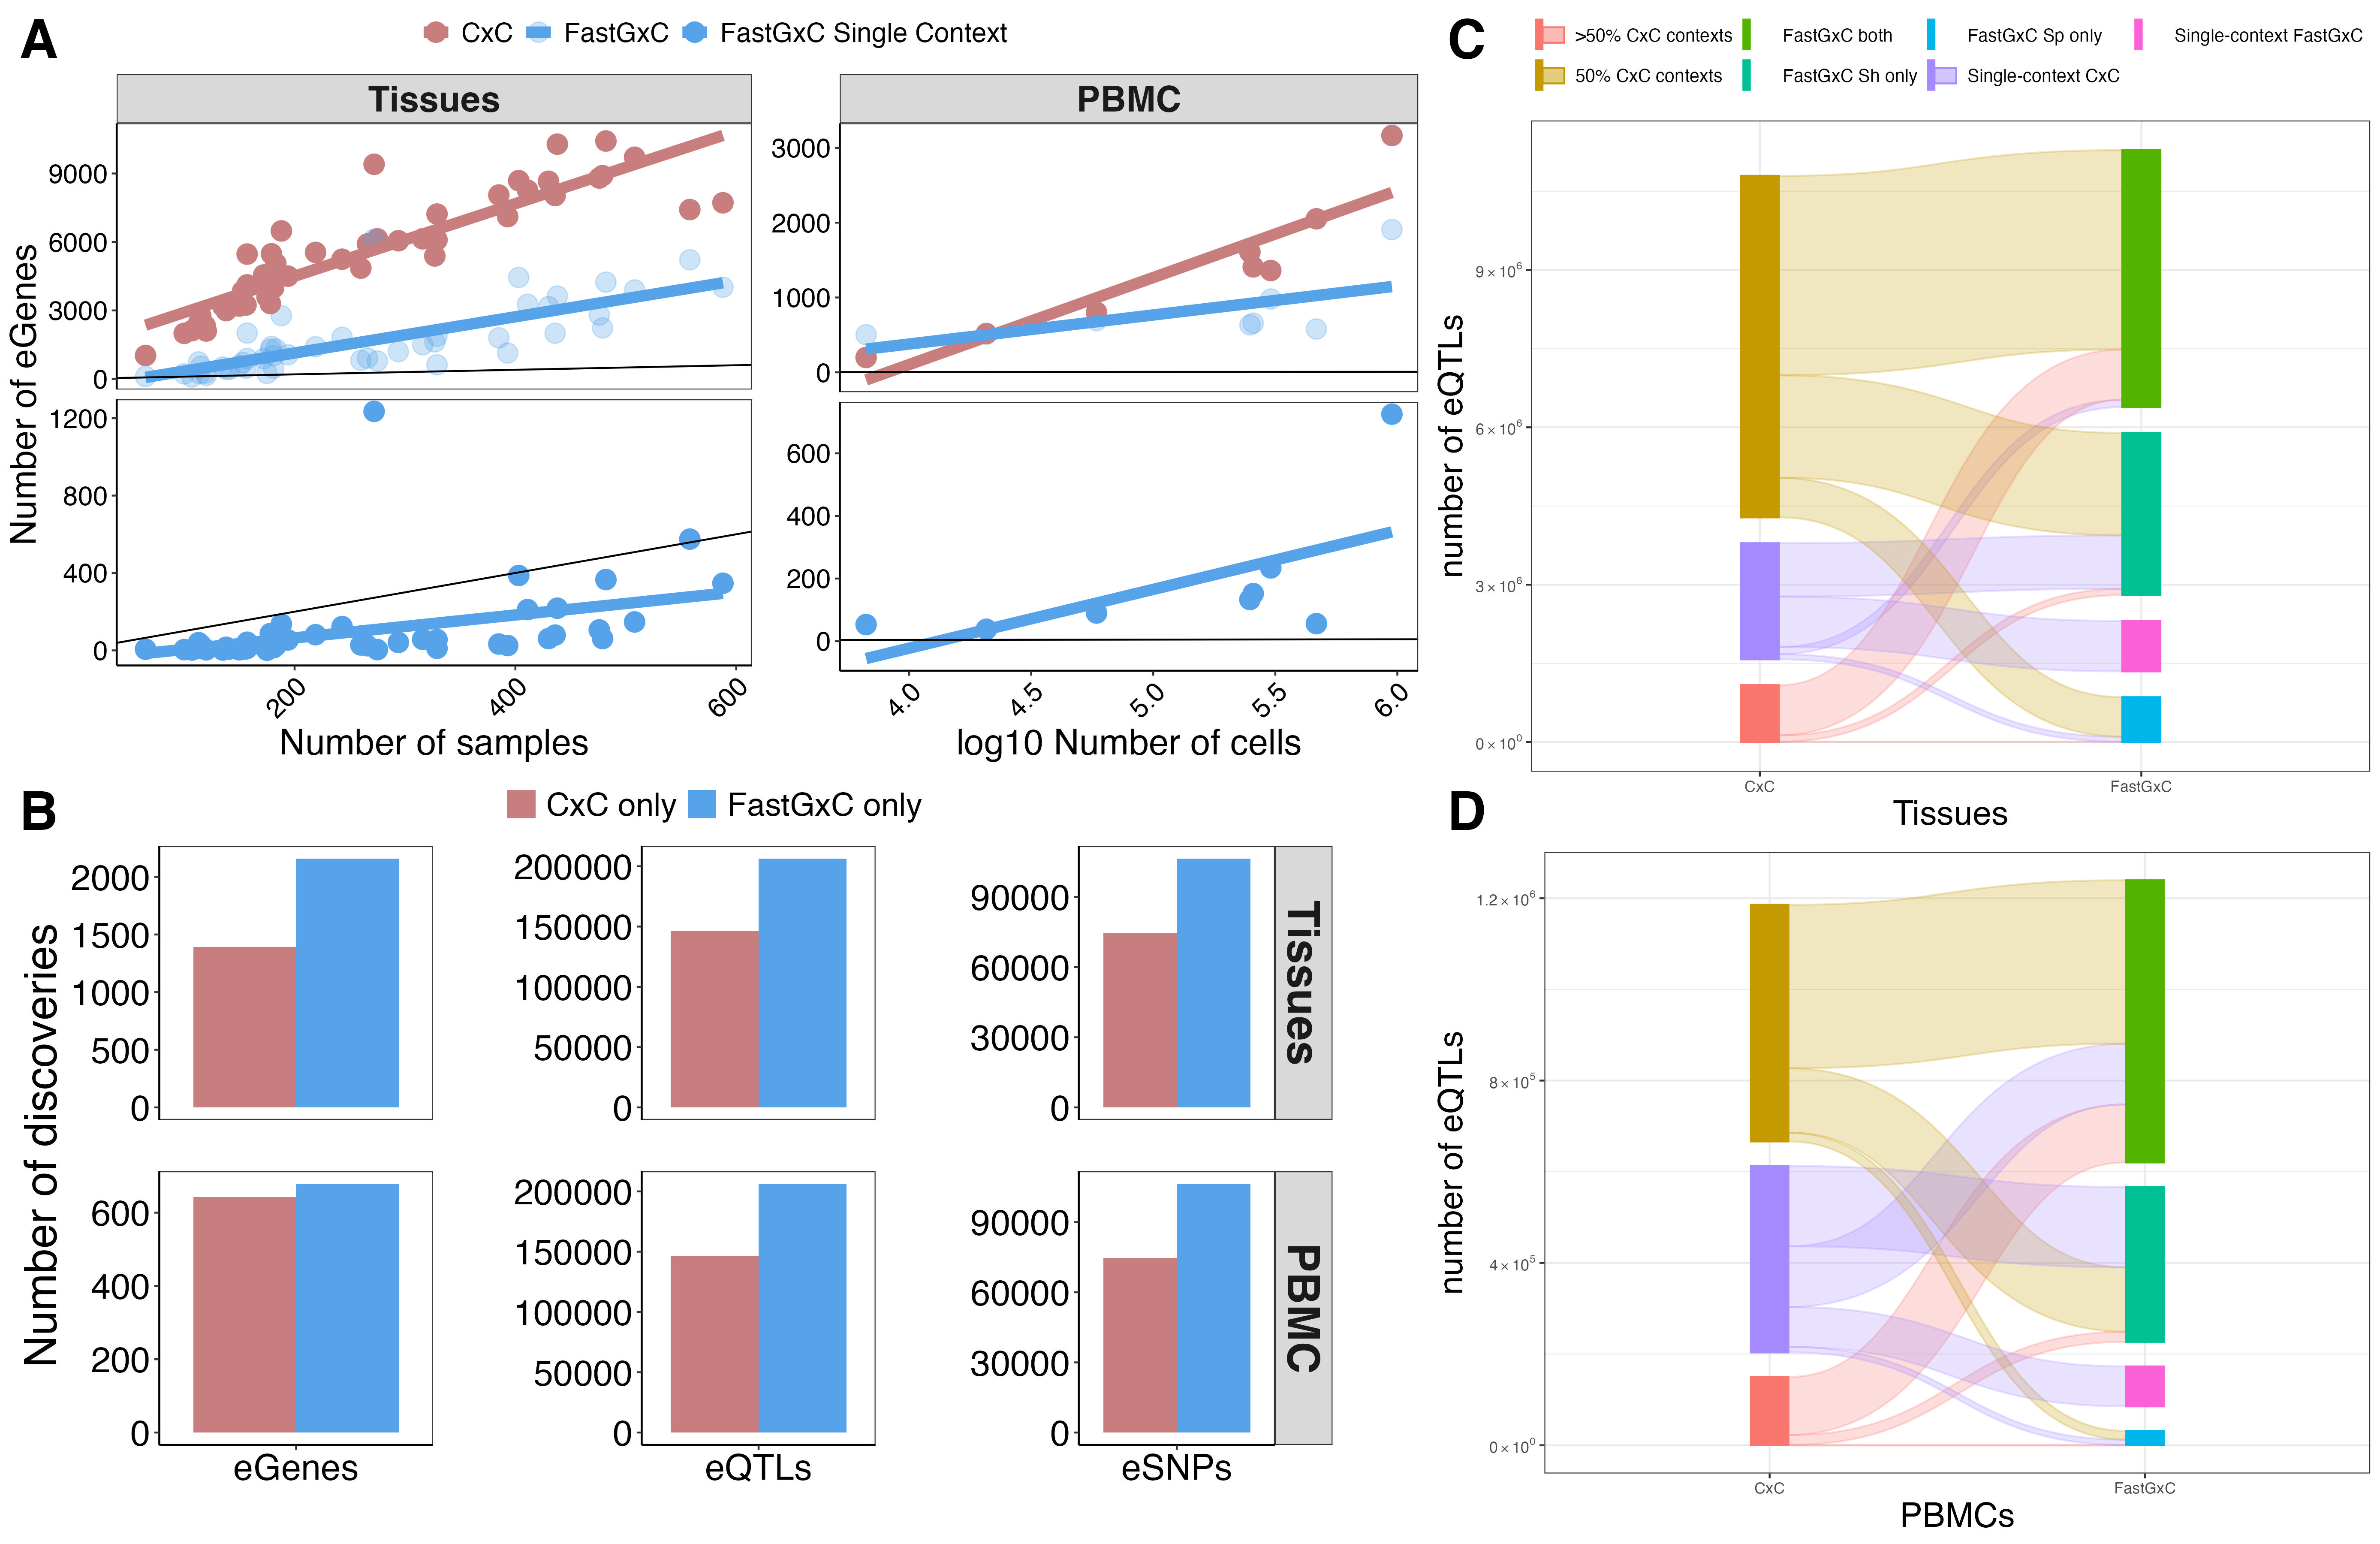 A
CxC FastGxC FastGxC Single Context
Tissues PBMC
Number of eGenes
9000
6000
3000
0
3000
2000
1000
0
1200
800
400
0
600
400
200
0
200 400 600
4.0 4.5 5.0 5.5 6.0
Number of samples log10 Number of cells
B
CxC only FastGxC only
Number of discoveries
2000
1500
1000
500
0
200000
150000
100000
50000
0
90000
60000
30000
0
Tissues
600
400
200
0
200000
150000
100000
50000
0
90000
60000
30000
0
PBMC
eGenes eQTLs eSNPs
C
>50% CxC contexts FastGxC both FastGxC Sp only Single-context FastGxC
50% CxC contexts FastGxC Sh only Single-context CxC
number of eQTLs
9 × 10⁶
6 × 10⁶
3 × 10⁶
0 × 10⁰
CxC FastGxC
Tissues
D
number of eQTLs
1.2 × 10⁶
8 × 10⁵
4 × 10⁵
0 × 10⁰
CxC FastGxC
PBMCs